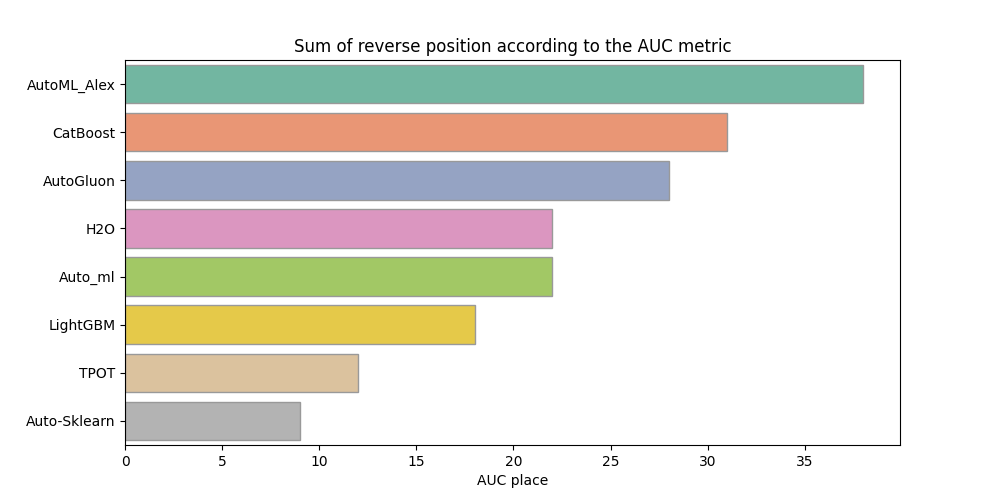 Sum of reverse position according to the AUC metric
AutoML_Alex
CatBoost
AutoGluon
H2O
Auto_ml
LightGBM
TPOT
Auto-Sklearn
0 5 10 15 20 25 30 35
AUC place